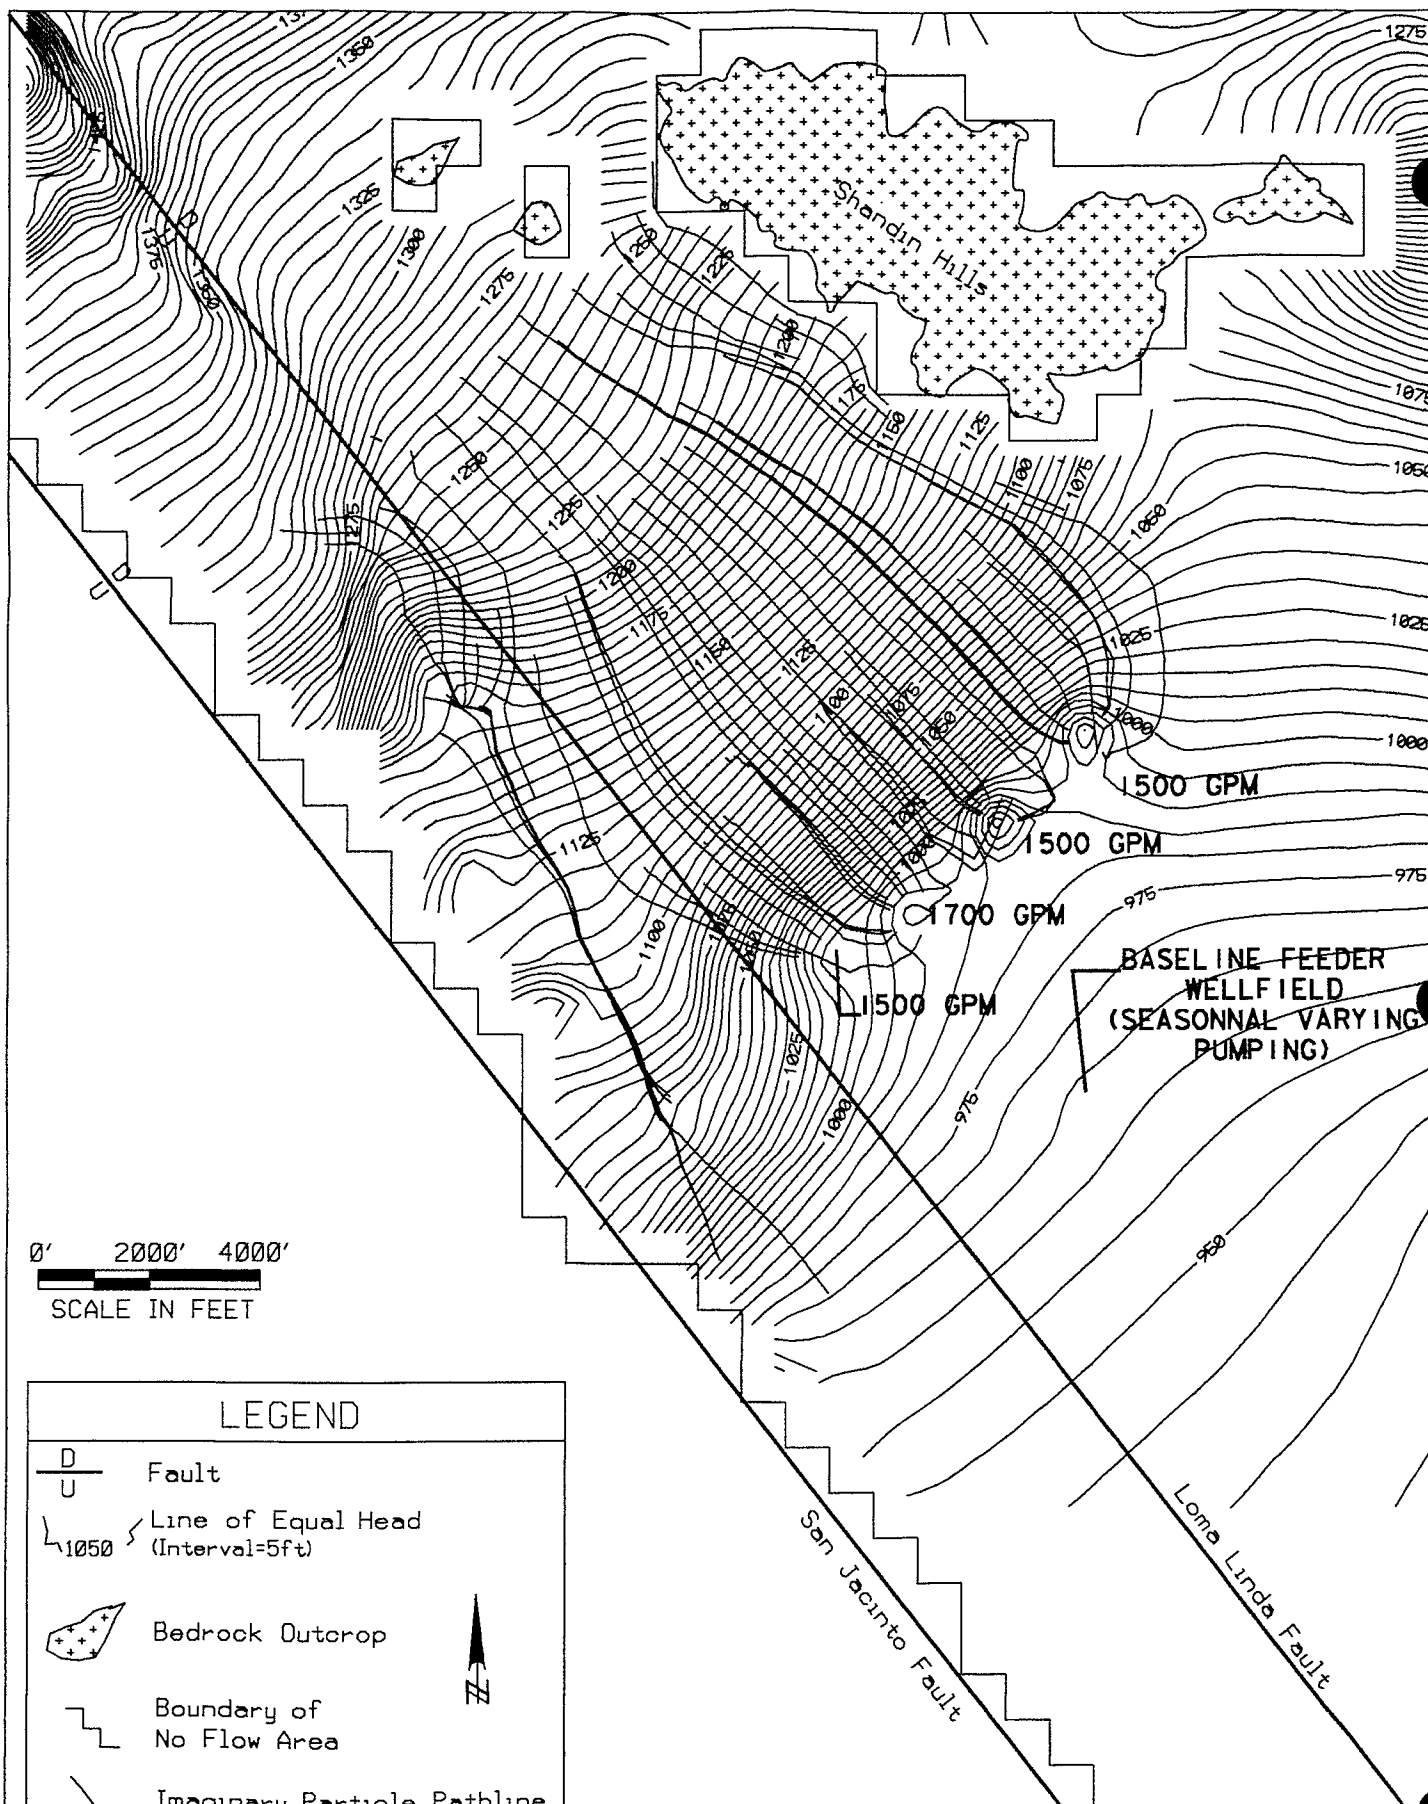 1275
1350
1325
1300
1275
1375
1350
1250
1225
1200
1175
1150
1125
1100
1075
1050
1075
1050
Shandin Hills
1250
1225
1275
1200
1175
1150
1125
1100
1075
1050
1025
1025
1000
1000
D
U
1500 GPM
1500 GPM
1000
975
975
1700 GPM
1125
1100
1075
1050
1500 GPM
BASELINE FEEDER
WELLFIELD
(SEASONNAL VARYING
PUMPING)
1025
1000
975
950
0' 2000' 4000'
SCALE IN FEET
LEGEND
D
U
Fault
1050
Line of Equal Head
(Interval=5ft)
Bedrock Outcrop
N
Boundary of
No Flow Area
Imaginary Particle Pathline
San Jacinto Fault
Loma Linda Fault